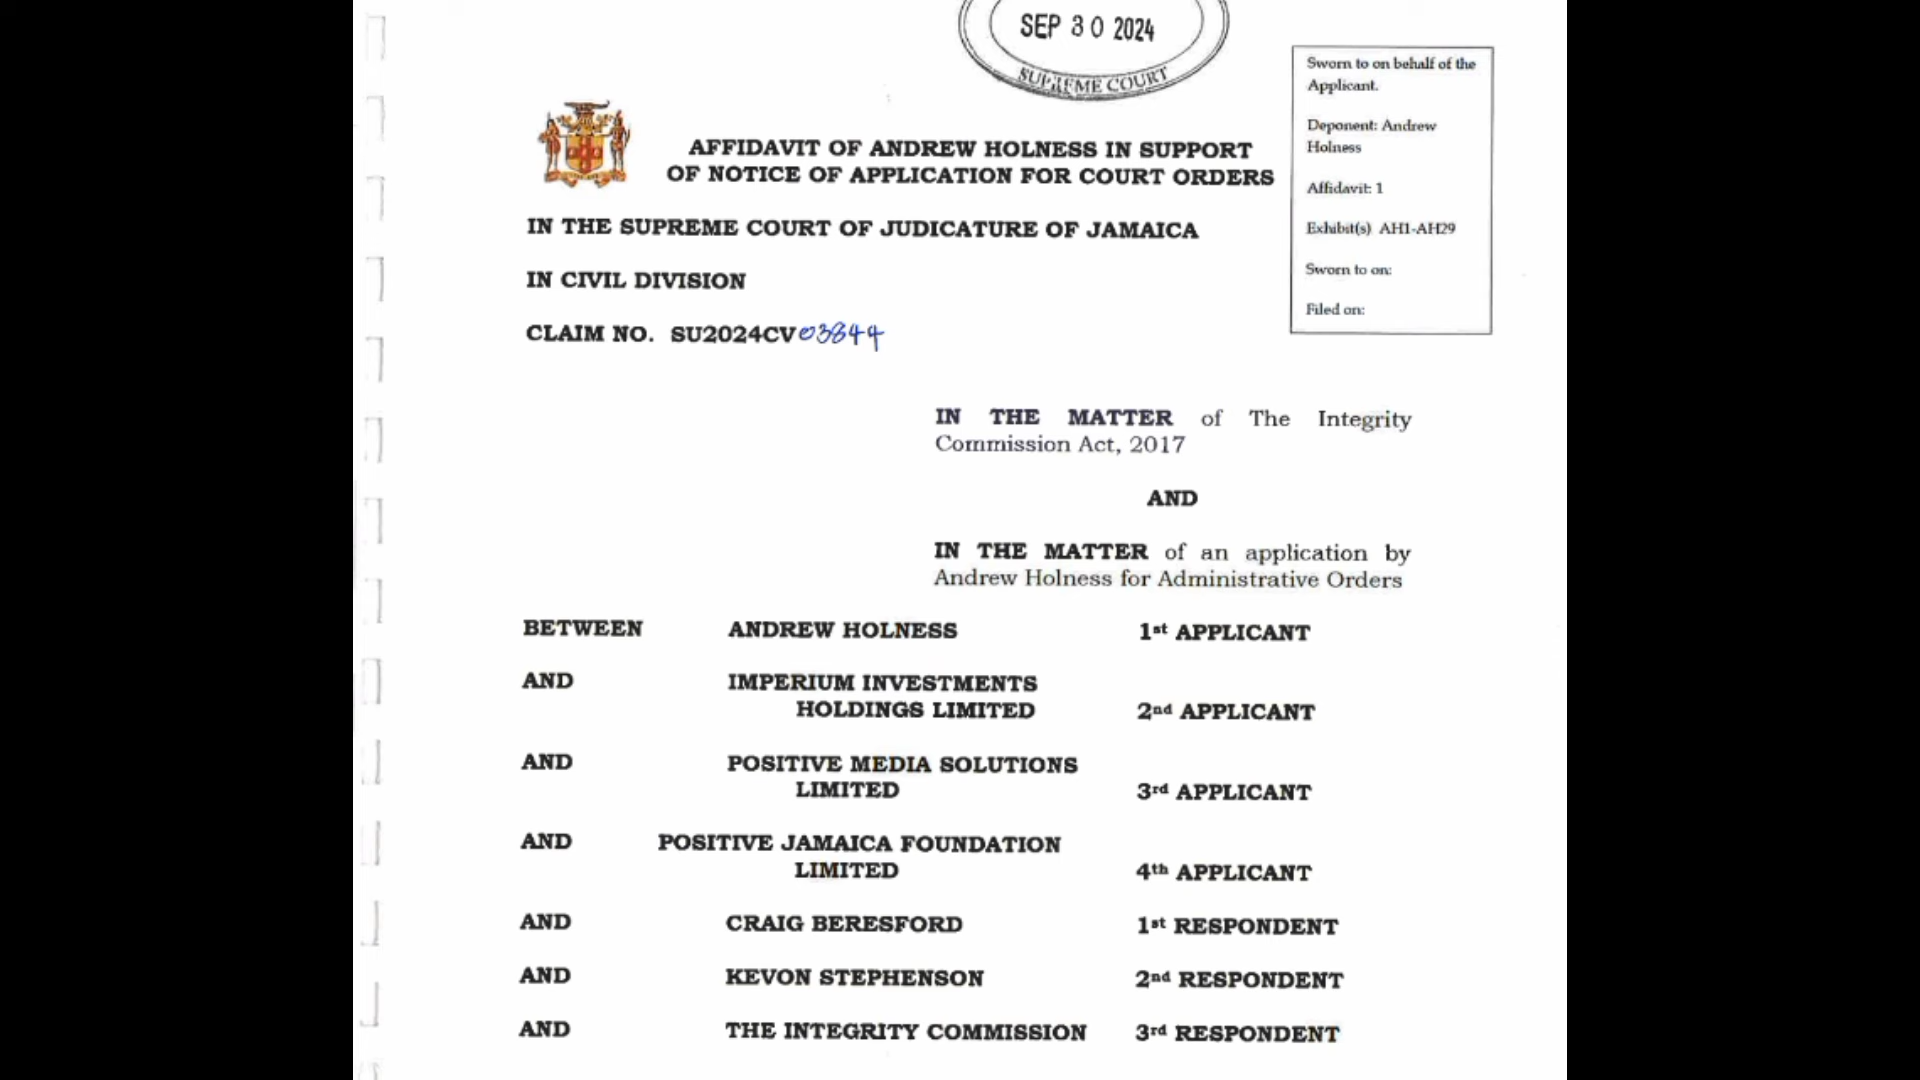 SEP 30 2024
SUPREME COURT
Sworn to on behalf of the
Applicant.
Deponent: Andrew
Holness
Affidavit: 1
Exhibit(s) AH1-AH29
Sworn to on:
Filed on:
AFFIDAVIT OF ANDREW HOLNESS IN SUPPORT
OF NOTICE OF APPLICATION FOR COURT ORDERS
IN THE SUPREME COURT OF JUDICATURE OF JAMAICA
IN CIVIL DIVISION
CLAIM NO. SU2024CV03844
IN THE MATTER of The Integrity
Commission Act, 2017
AND
IN THE MATTER of an application by
Andrew Holness for Administrative Orders
BETWEEN ANDREW HOLNESS 1st APPLICANT
AND IMPERIUM INVESTMENTS
HOLDINGS LIMITED 2nd APPLICANT
AND POSITIVE MEDIA SOLUTIONS
LIMITED 3rd APPLICANT
AND POSITIVE JAMAICA FOUNDATION
LIMITED 4th APPLICANT
AND CRAIG BERESFORD 1st RESPONDENT
AND KEVON STEPHENSON 2nd RESPONDENT
AND THE INTEGRITY COMMISSION 3rd RESPONDENT